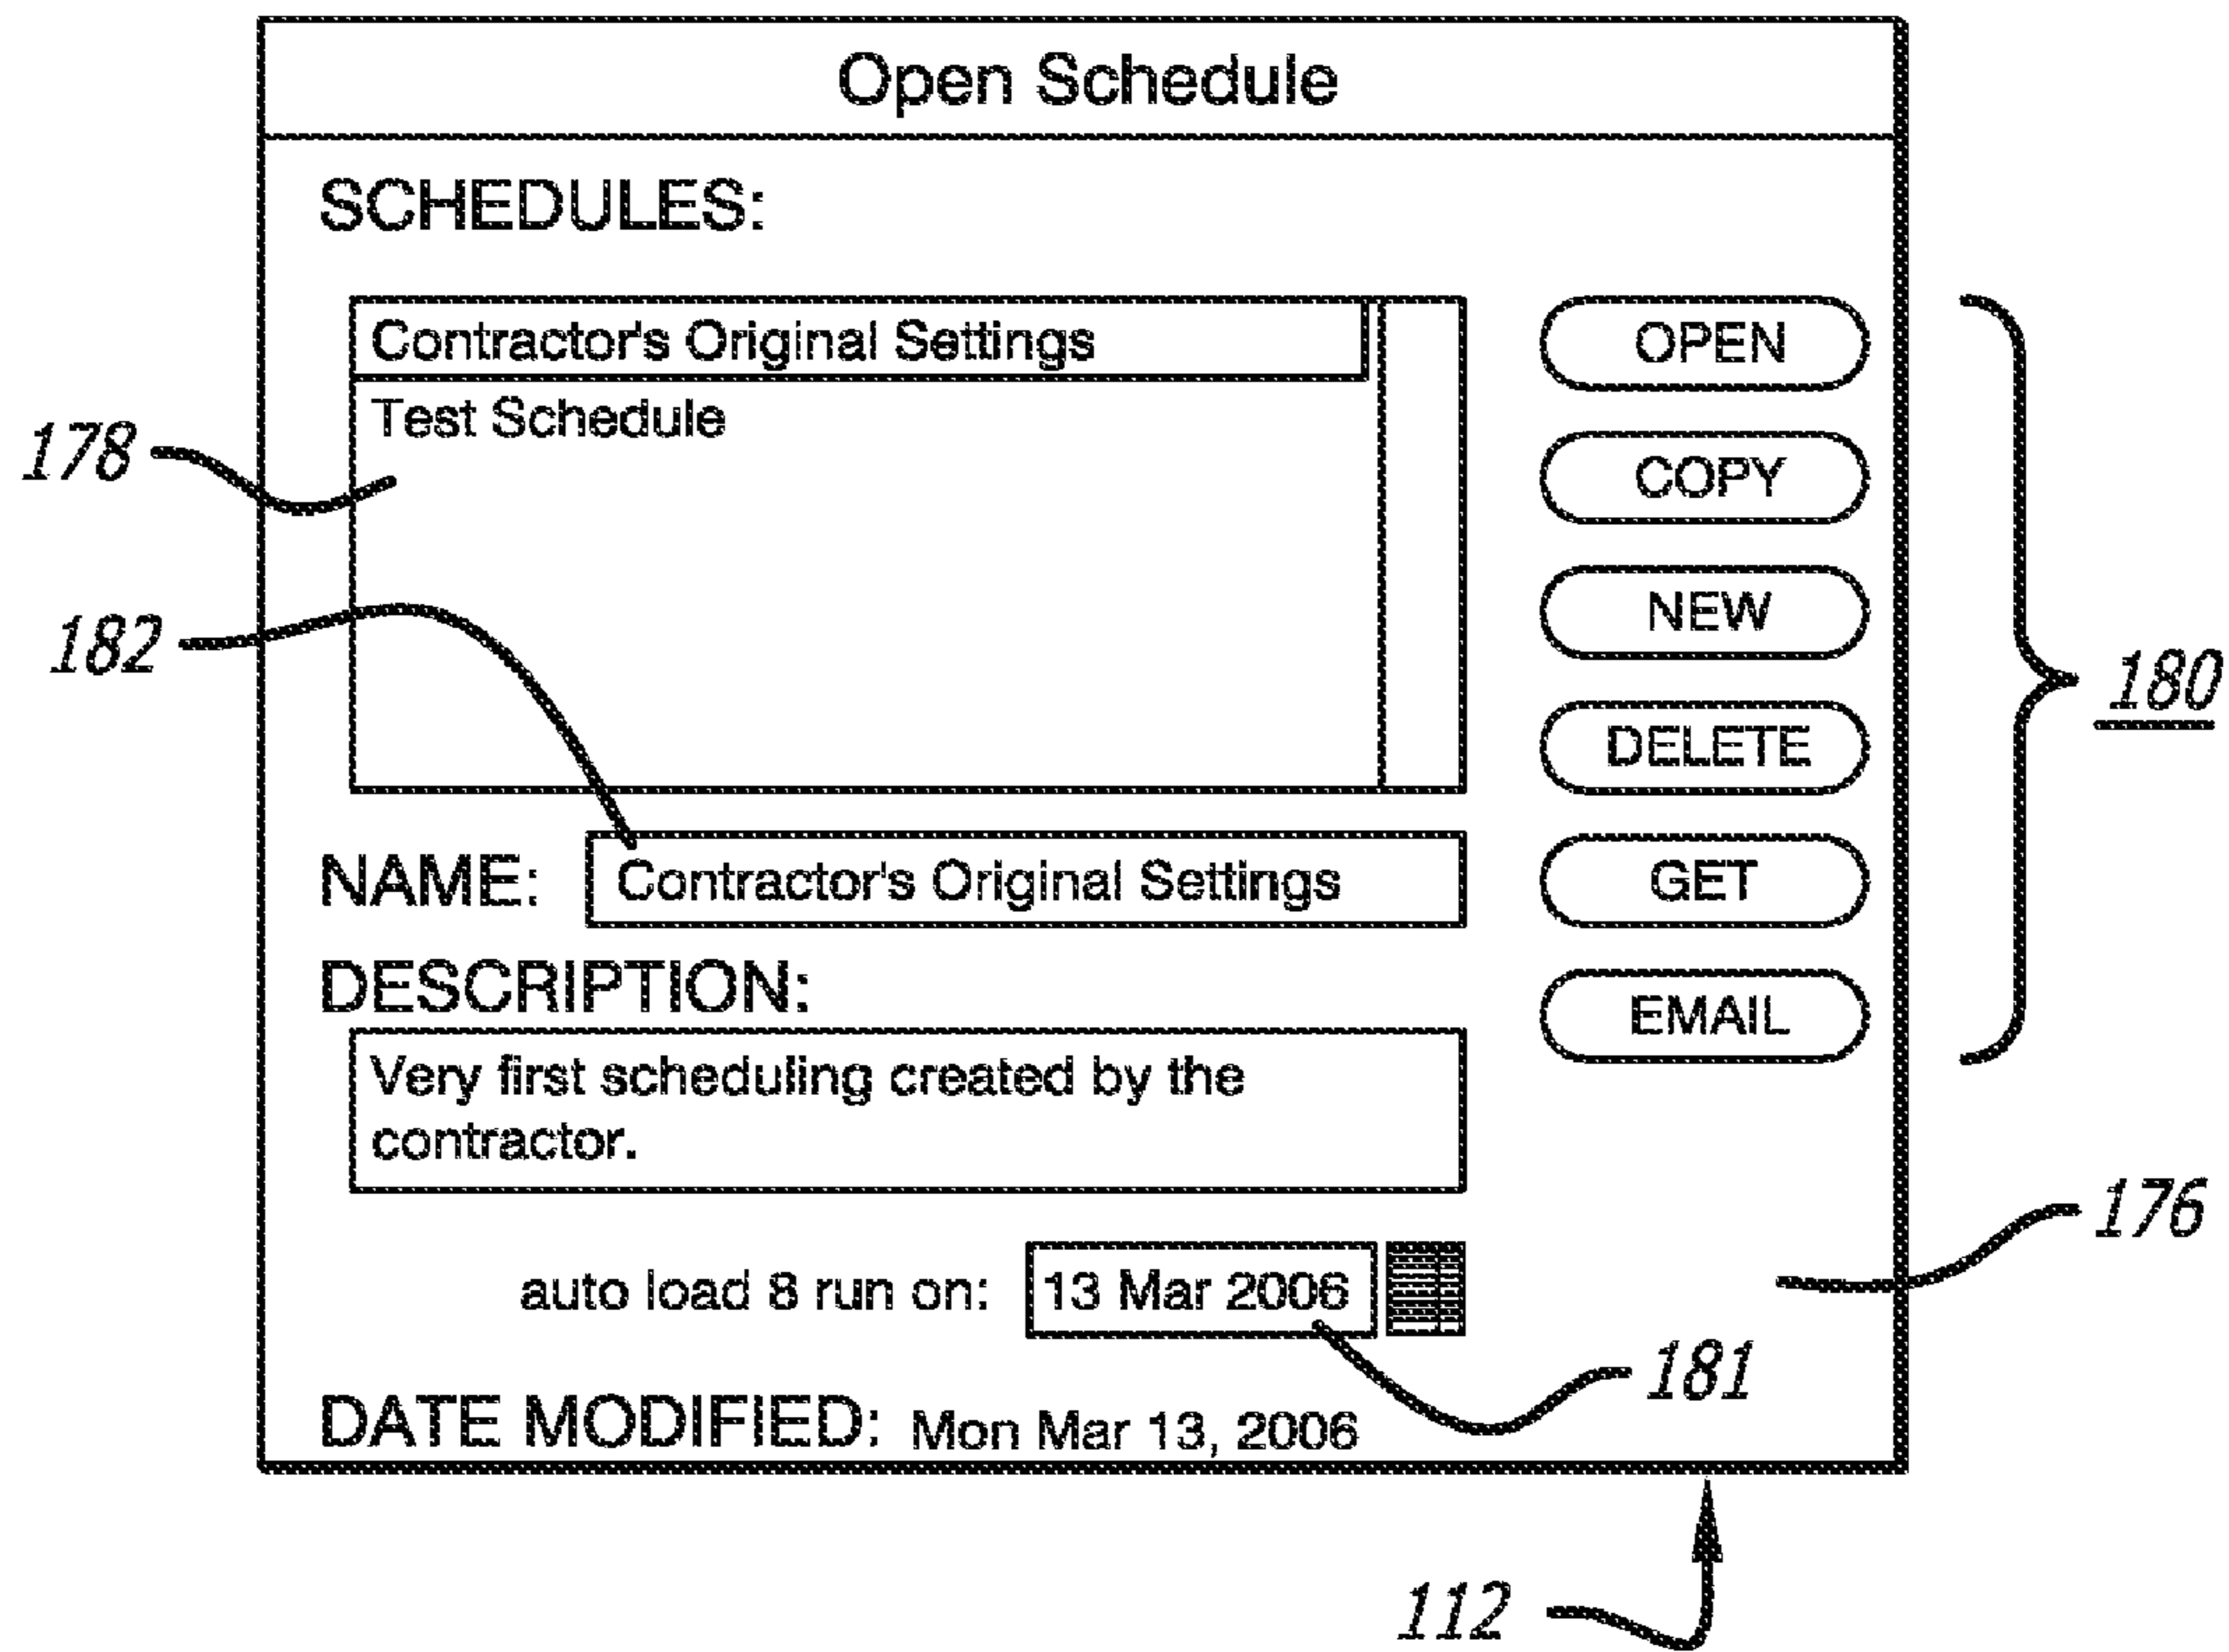 Open Schedule
SCHEDULES:
Contractor's Original Settings
Test Schedule
OPEN
COPY
NEW
DELETE
GET
EMAIL
NAME: Contractor's Original Settings
DESCRIPTION:
Very first scheduling created by the
contractor.
auto load 8 run on: 13 Mar 2006
DATE MODIFIED: Mon Mar 13, 2006
178
182
180
176
181
112